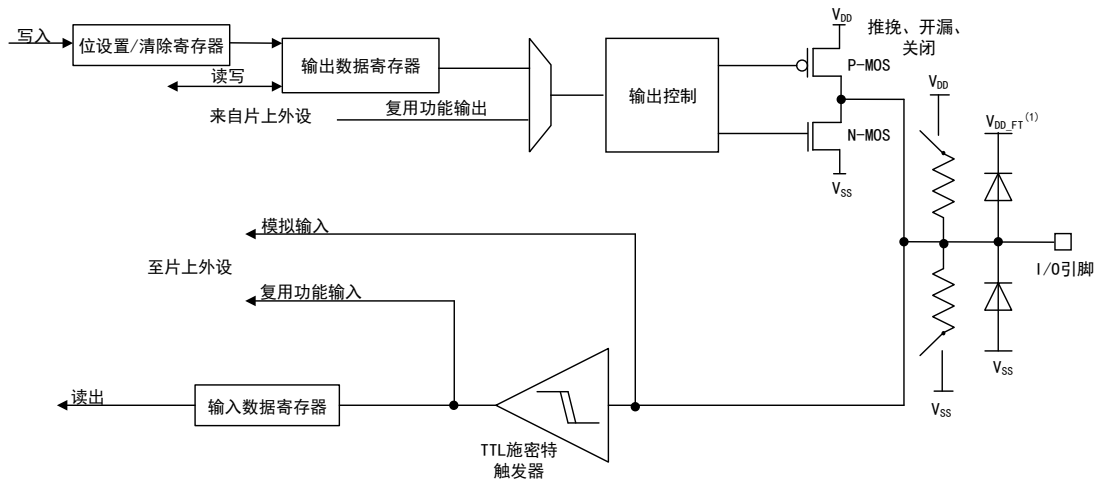 写入
位设置/清除寄存器
读写
输出数据寄存器
来自片上外设
复用功能输出
输出控制
VDD
推挽、开漏、
关闭
P-MOS
N-MOS
VSS
VDD
VDD_FT(1)
I/O引脚
VSS
VSS
模拟输入
至片上外设
复用功能输入
读出
输入数据寄存器
TTL施密特
触发器